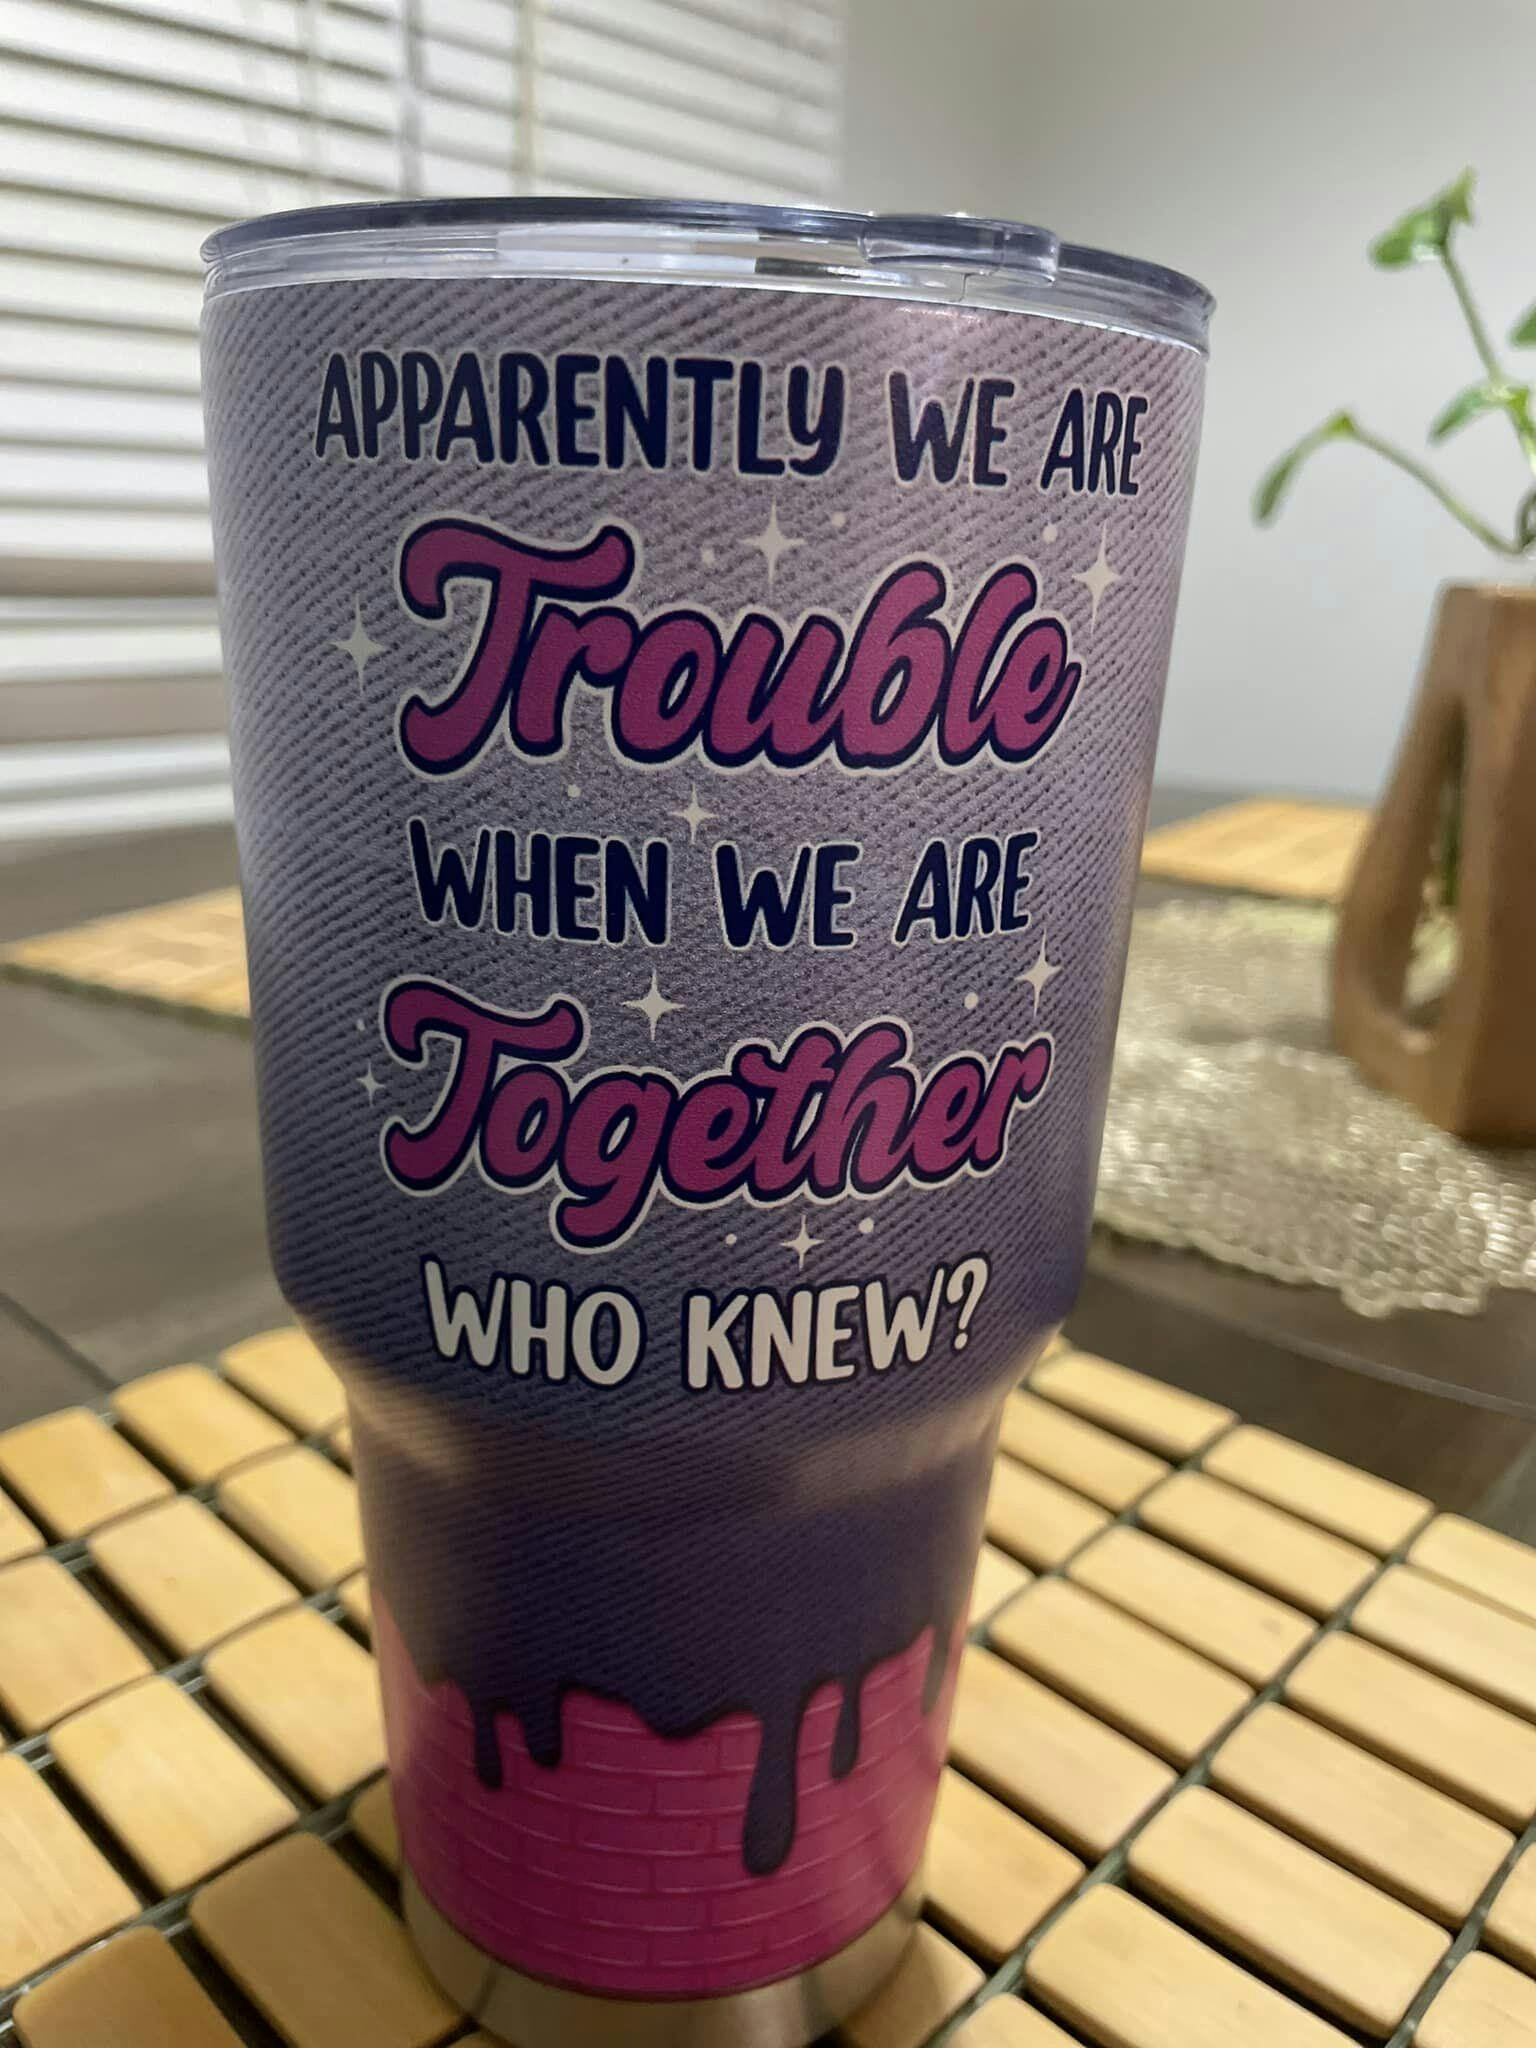 APPARENTLY WE ARE
Trouble
WHEN WE ARE
Together
WHO KNEW?